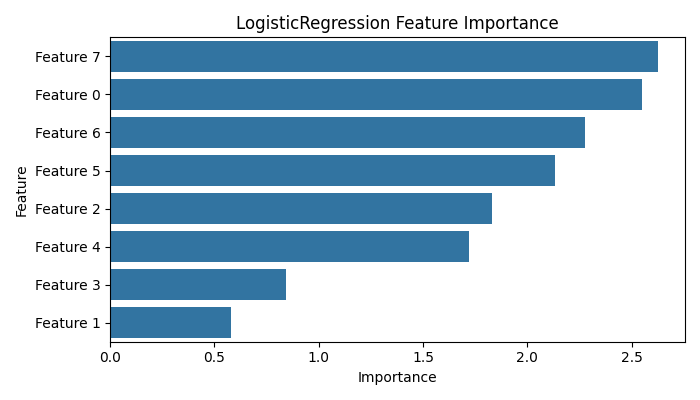 LogisticRegression Feature Importance
Feature
Feature 7
Feature 0
Feature 6
Feature 5
Feature 2
Feature 4
Feature 3
Feature 1
0.0 0.5 1.0 1.5 2.0 2.5
Importance